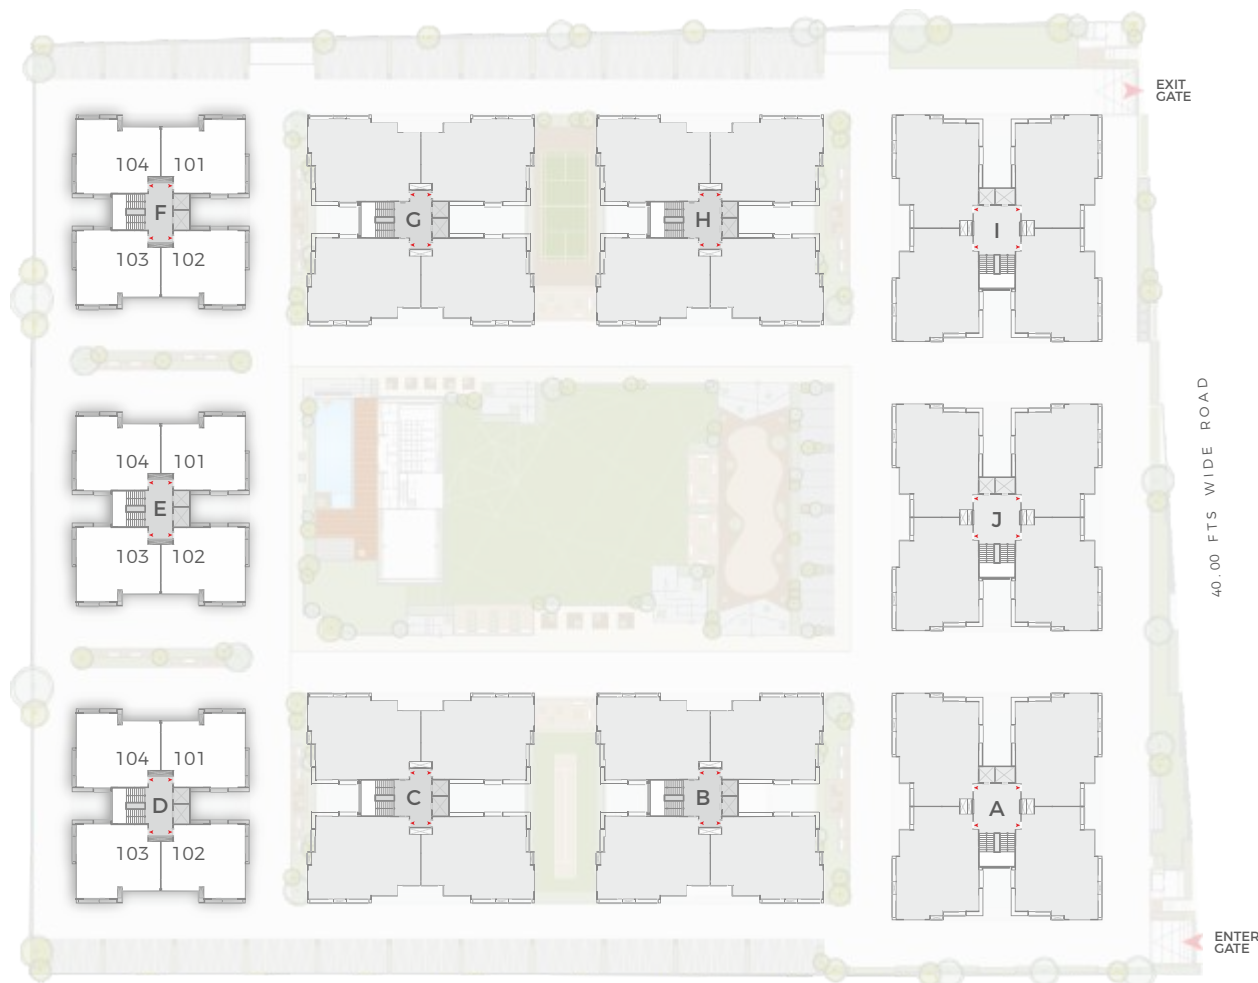 EXIT
GATE
104 101
F
103 102
G
H
I
104 101
E
103 102
J
40.00 FTS WIDE ROAD
104 101
D
103 102
C
B
A
ENTER
GATE